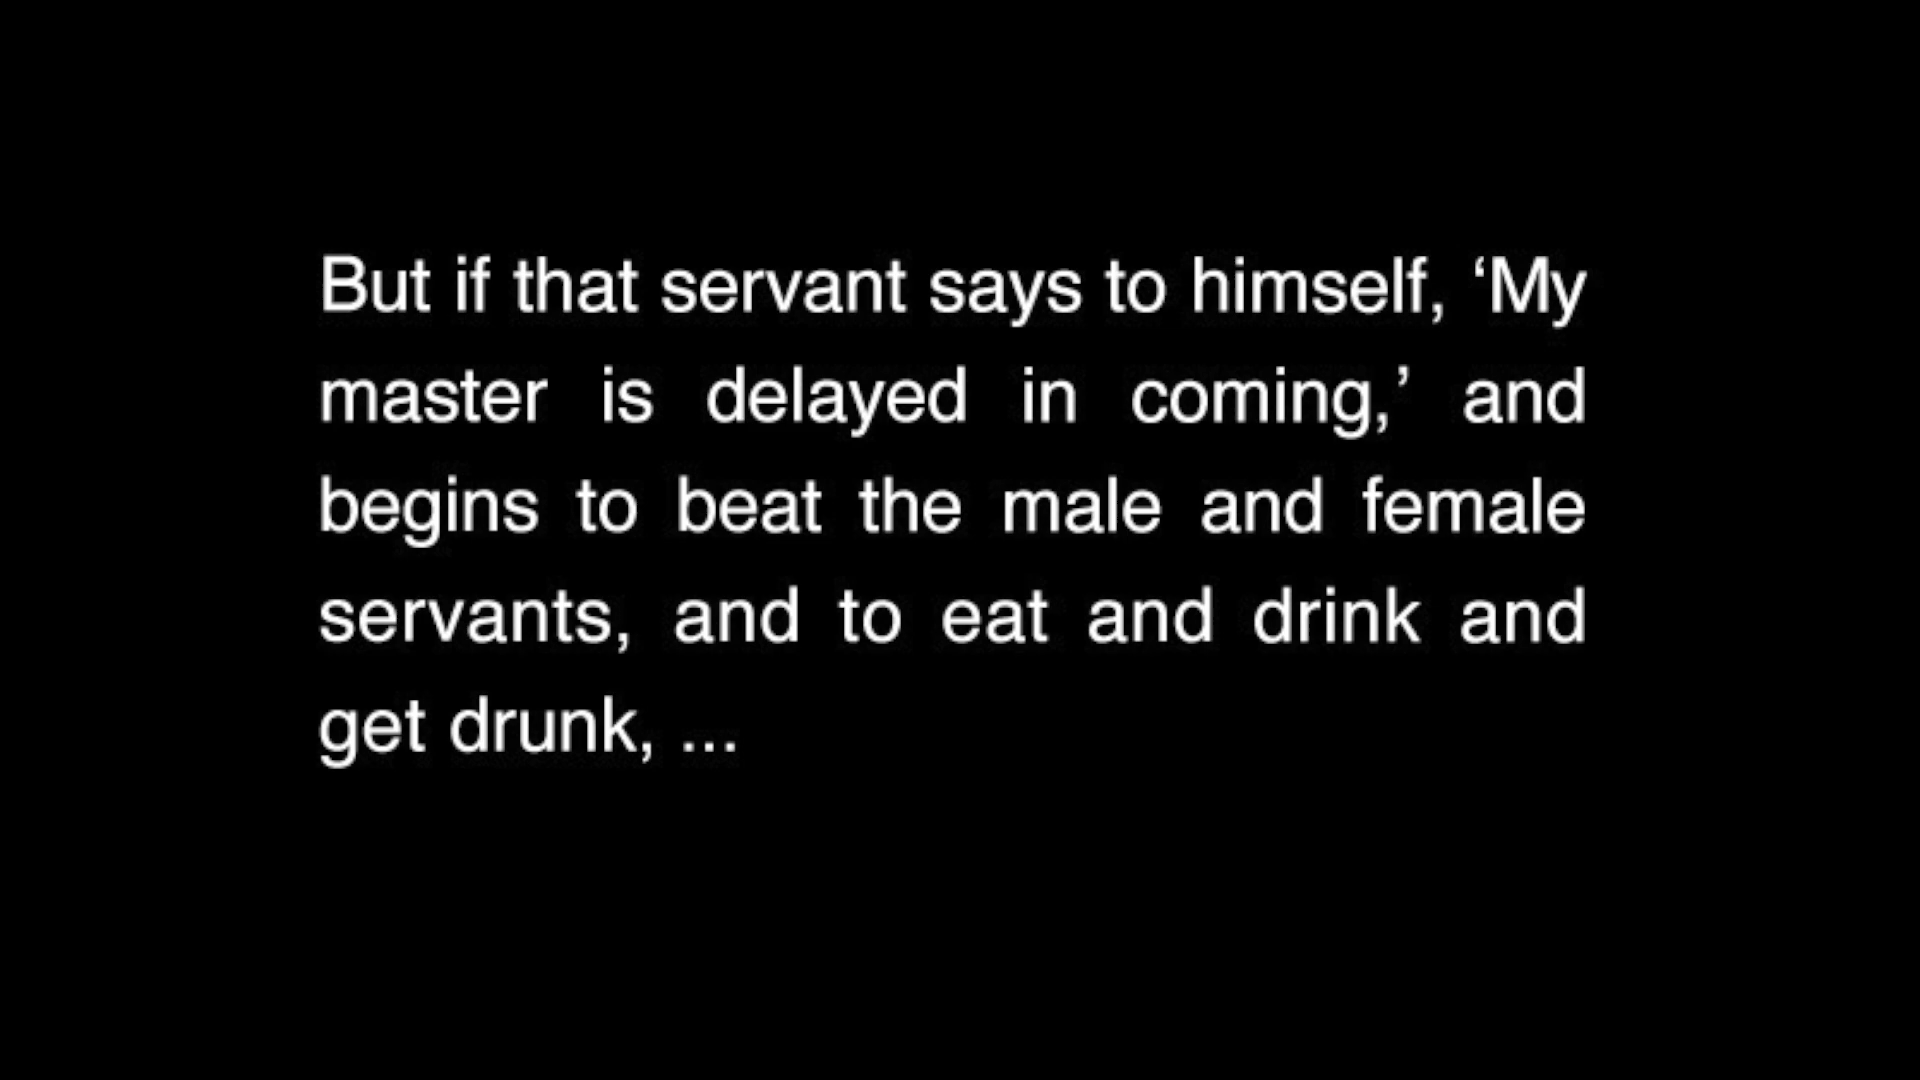 But if that servant says to himself, ‘My
master is delayed in coming,’ and
begins to beat the male and female
servants, and to eat and drink and
get drunk, ...